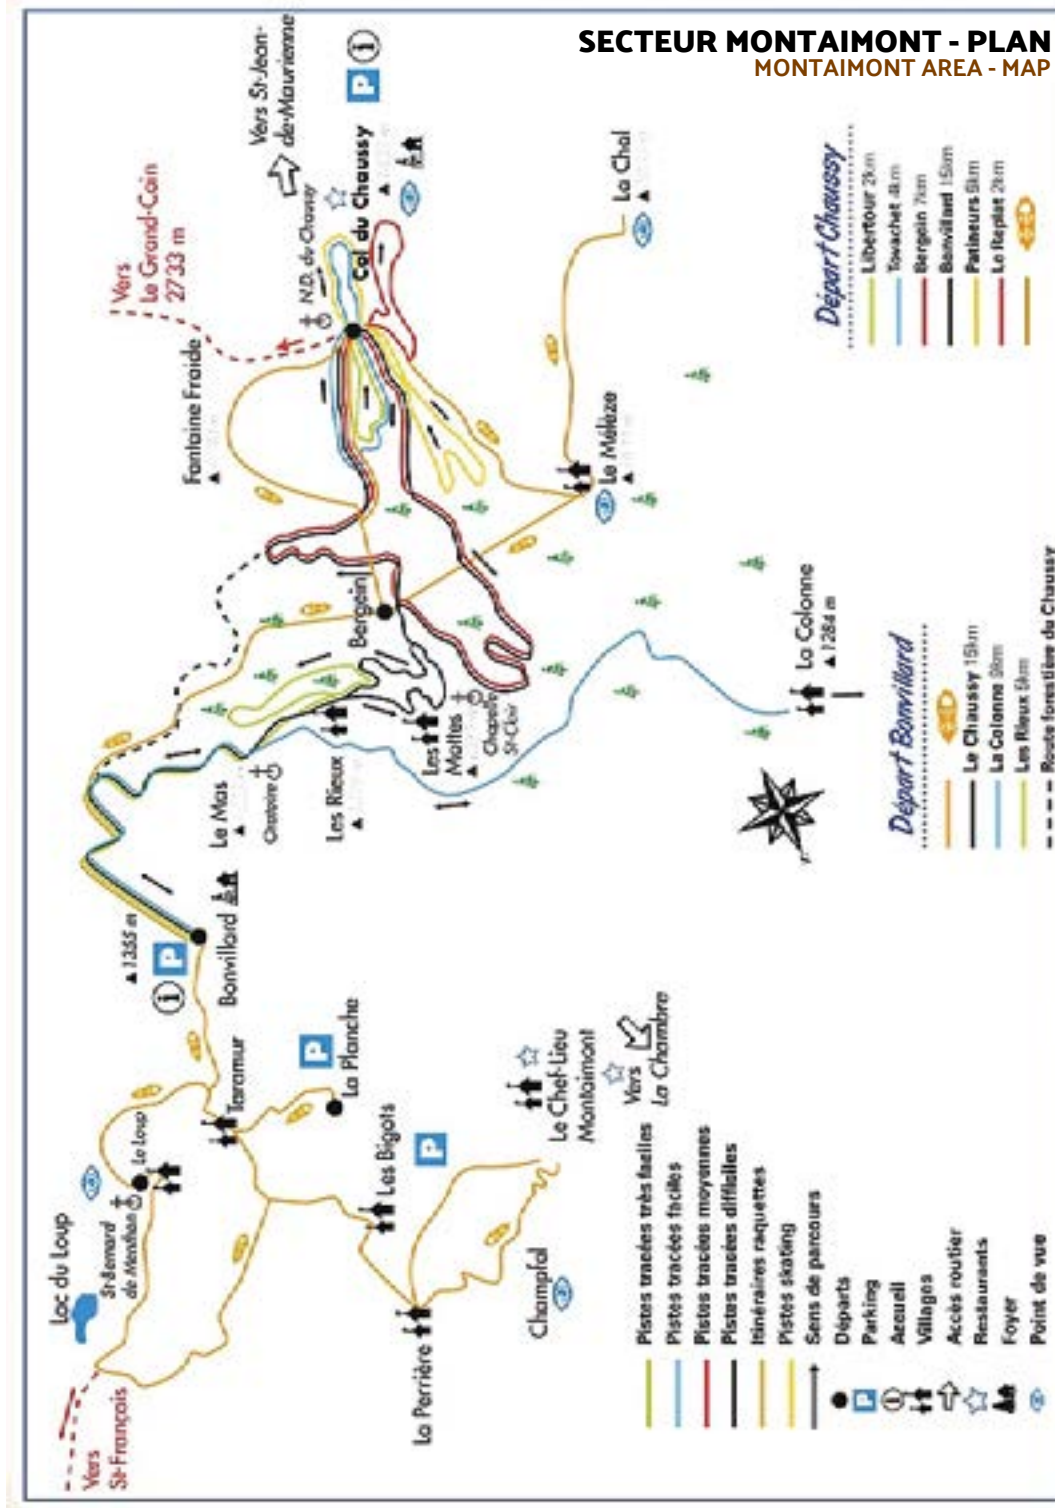 SECTEUR MONTAIMONT - PLAN
MONTAIMONT AREA - MAP
Vers
St-François
Lac du Loup
St-Bernard
de Menthon
Le Loup
Taramur
La Planche
Les Bigots
La Perrière
Champfol
Le Chef-Lieu
Montaimont
Vers
La Chambre
▲ 1355 m
Bonvillard
Le Mas
Oratoire
Les Rieux
Les
Mottes
Chapelle
St-Clair
Bergein
Fontaine Froide
Vers
Le Grand-Coin
2733 m
Vers St-Jean-
de-Maurienne
N.D. du Chaussy
Col du Chaussy
La Chal
Le Mélèze
La Colonne
▲ 1284 m
Départ Chaussy
Libertour 2km
Tovachet 4km
Bergein 7km
Bonvillard 15km
Patineurs 5km
Le Replat 2km
Départ Bonvillard
Le Chaussy 15km
La Colonne 9km
Les Rieux 5km
Route forestière du Chaussy
Pistes tracées très faciles
Pistes tracées faciles
Pistes tracées moyennes
Pistes tracées difficiles
Itinéraires raquettes
Pistes skating
Sens de parcours
Départs
Parking
Accueil
Villages
Accès routier
Restaurants
Foyer
Point de vue